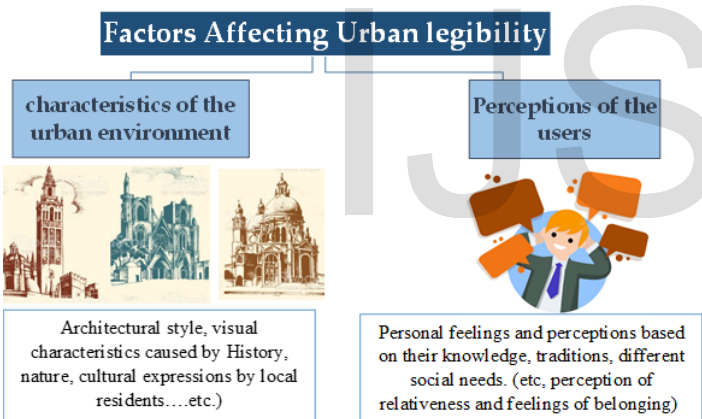 Factors Affecting Urban legibility
characteristics of the
urban environment
Perceptions of the
users
Architectural style, visual
characteristics caused by History,
nature, cultural expressions by local
residents….etc.)
Personal feelings and perceptions based
on their knowledge, traditions, different
social needs. (etc, perception of
relativeness and feelings of belonging)
IJS